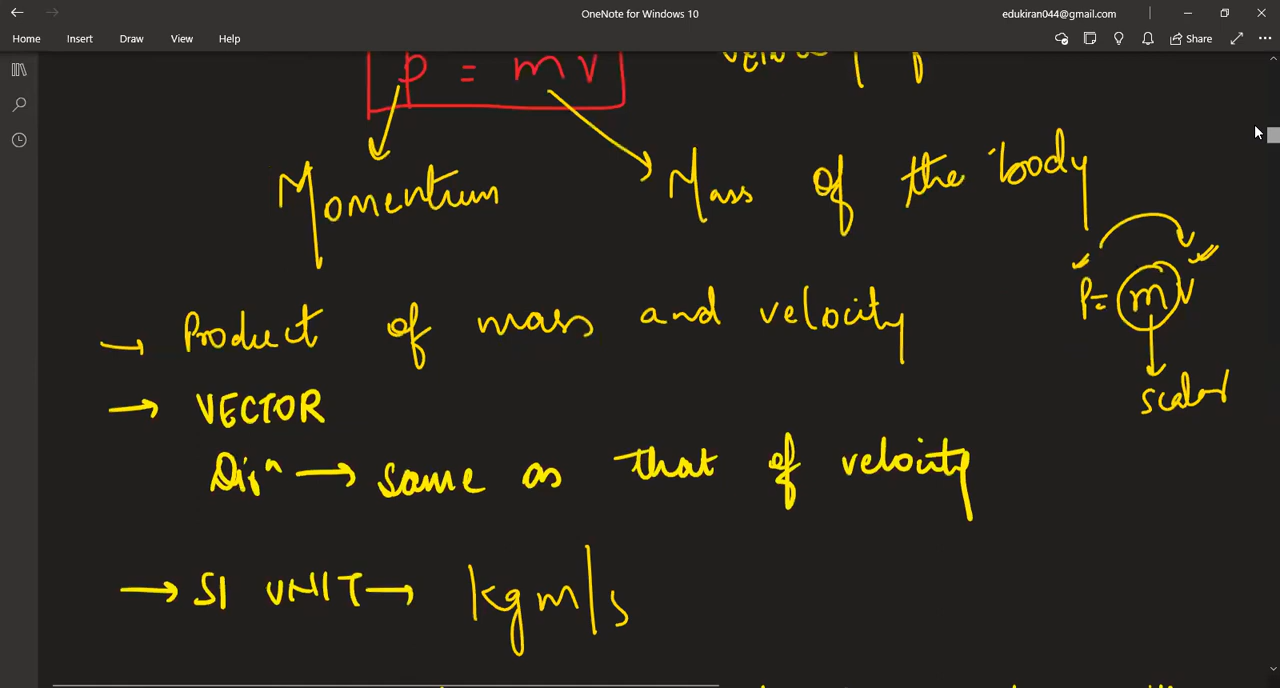 OneNote for Windows 10
edukiran044@gmail.com
Home Insert Draw View Help
Share
p = mv
Momentum
Mass of the body
P = mv
scalar
→ Product of mass and velocity
→ VECTOR
Dirⁿ → same as that of velocity
→ SI UNIT → kgm/s